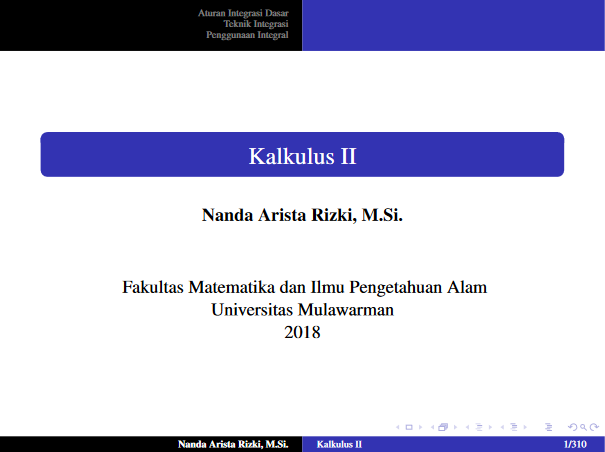 Aturan Integrasi Dasar
Teknik Integrasi
Penggunaan Integral
Kalkulus II
Nanda Arista Rizki, M.Si.
Fakultas Matematika dan Ilmu Pengetahuan Alam
Universitas Mulawarman
2018
Nanda Arista Rizki, M.Si. Kalkulus II 1/310